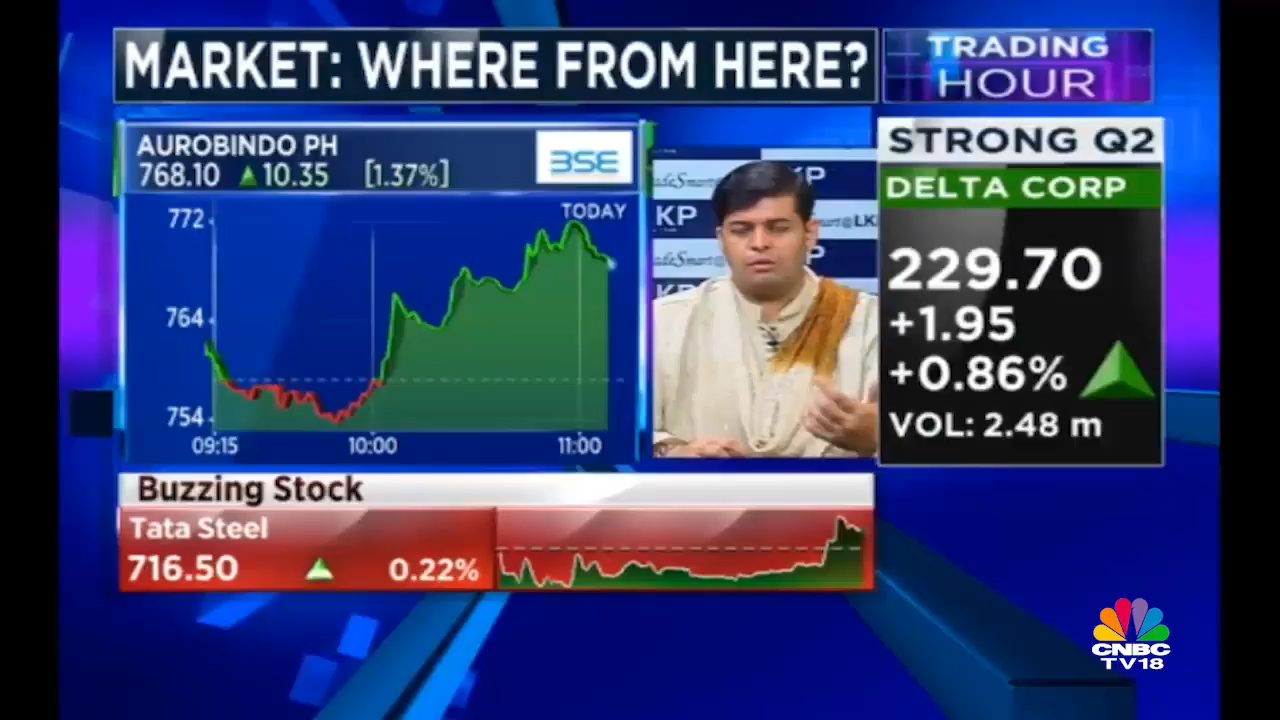 MARKET: WHERE FROM HERE?
TRADING
HOUR
AUROBINDO PH
768.10 ▲ 10.35 [1.37%]
BSE
TODAY
772
764
754
09:15 10:00 11:00
KP
KP
STRONG Q2
DELTA CORP
229.70
+1.95
+0.86%
VOL: 2.48 m
Buzzing Stock
Tata Steel
716.50 ▲ 0.22%
CNBC
TV18